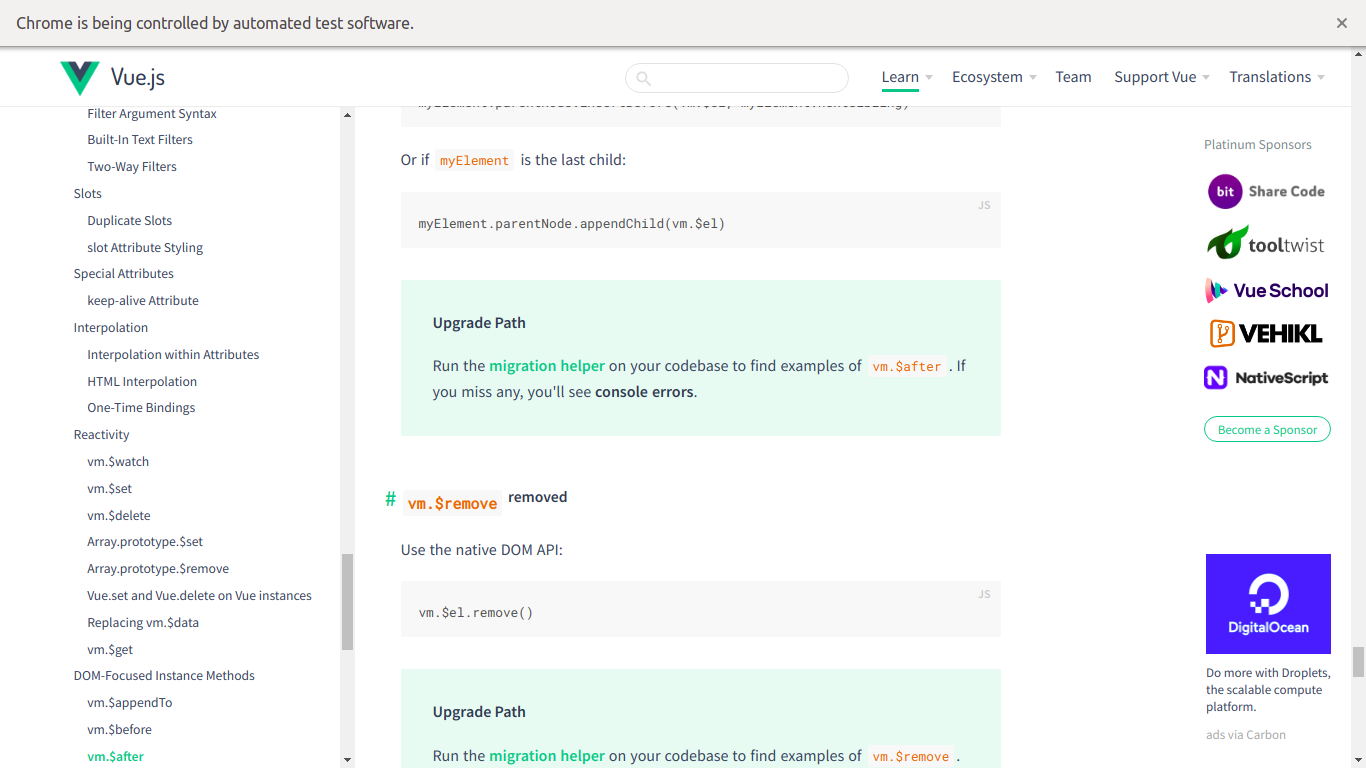 Chrome is being controlled by automated test software.
Vue.js
Learn
Ecosystem
Team
Support Vue
Translations
Filter Argument Syntax
Built-In Text Filters
Two-Way Filters
Slots
Duplicate Slots
slot Attribute Styling
Special Attributes
keep-alive Attribute
Interpolation
Interpolation within Attributes
HTML Interpolation
One-Time Bindings
Reactivity
vm.$watch
vm.$set
vm.$delete
Array.prototype.$set
Array.prototype.$remove
Vue.set and Vue.delete on Vue instances
Replacing vm.$data
vm.$get
DOM-Focused Instance Methods
vm.$appendTo
vm.$before
vm.$after
myElement.parentNode.insertBefore(vm.$el, myElement.nextSibling)
Or if myElement is the last child:
JS
myElement.parentNode.appendChild(vm.$el)
Upgrade Path
Run the migration helper on your codebase to find examples of vm.$after . If
you miss any, you'll see console errors.
# vm.$remove removed
Use the native DOM API:
JS
vm.$el.remove()
Upgrade Path
Run the migration helper on your codebase to find examples of vm.$remove .
Platinum Sponsors
bit Share Code
tooltwist
Vue School
VEHIKL
NativeScript
Become a Sponsor
DigitalOcean
Do more with Droplets,
the scalable compute
platform.
ads via Carbon